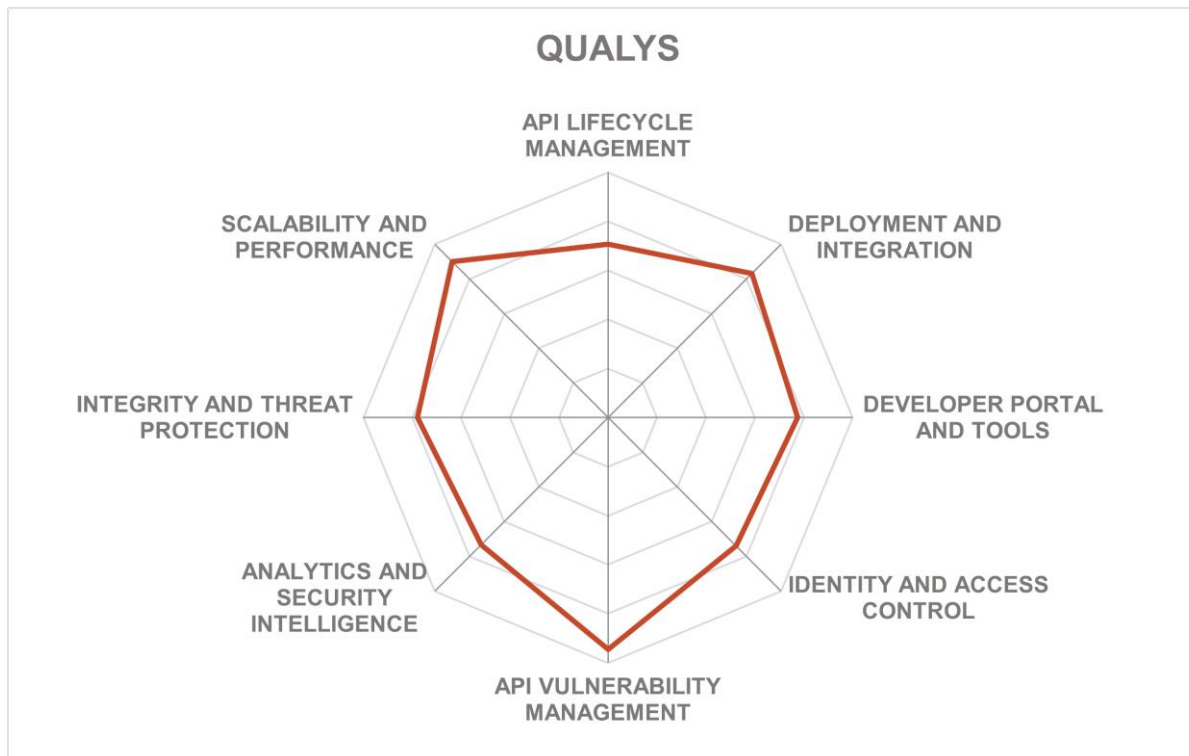 QUALYS
API LIFECYCLE
MANAGEMENT
SCALABILITY AND
PERFORMANCE
DEPLOYMENT AND
INTEGRATION
INTEGRITY AND THREAT
PROTECTION
DEVELOPER PORTAL
AND TOOLS
ANALYTICS AND
SECURITY
INTELLIGENCE
IDENTITY AND ACCESS
CONTROL
API VULNERABILITY
MANAGEMENT